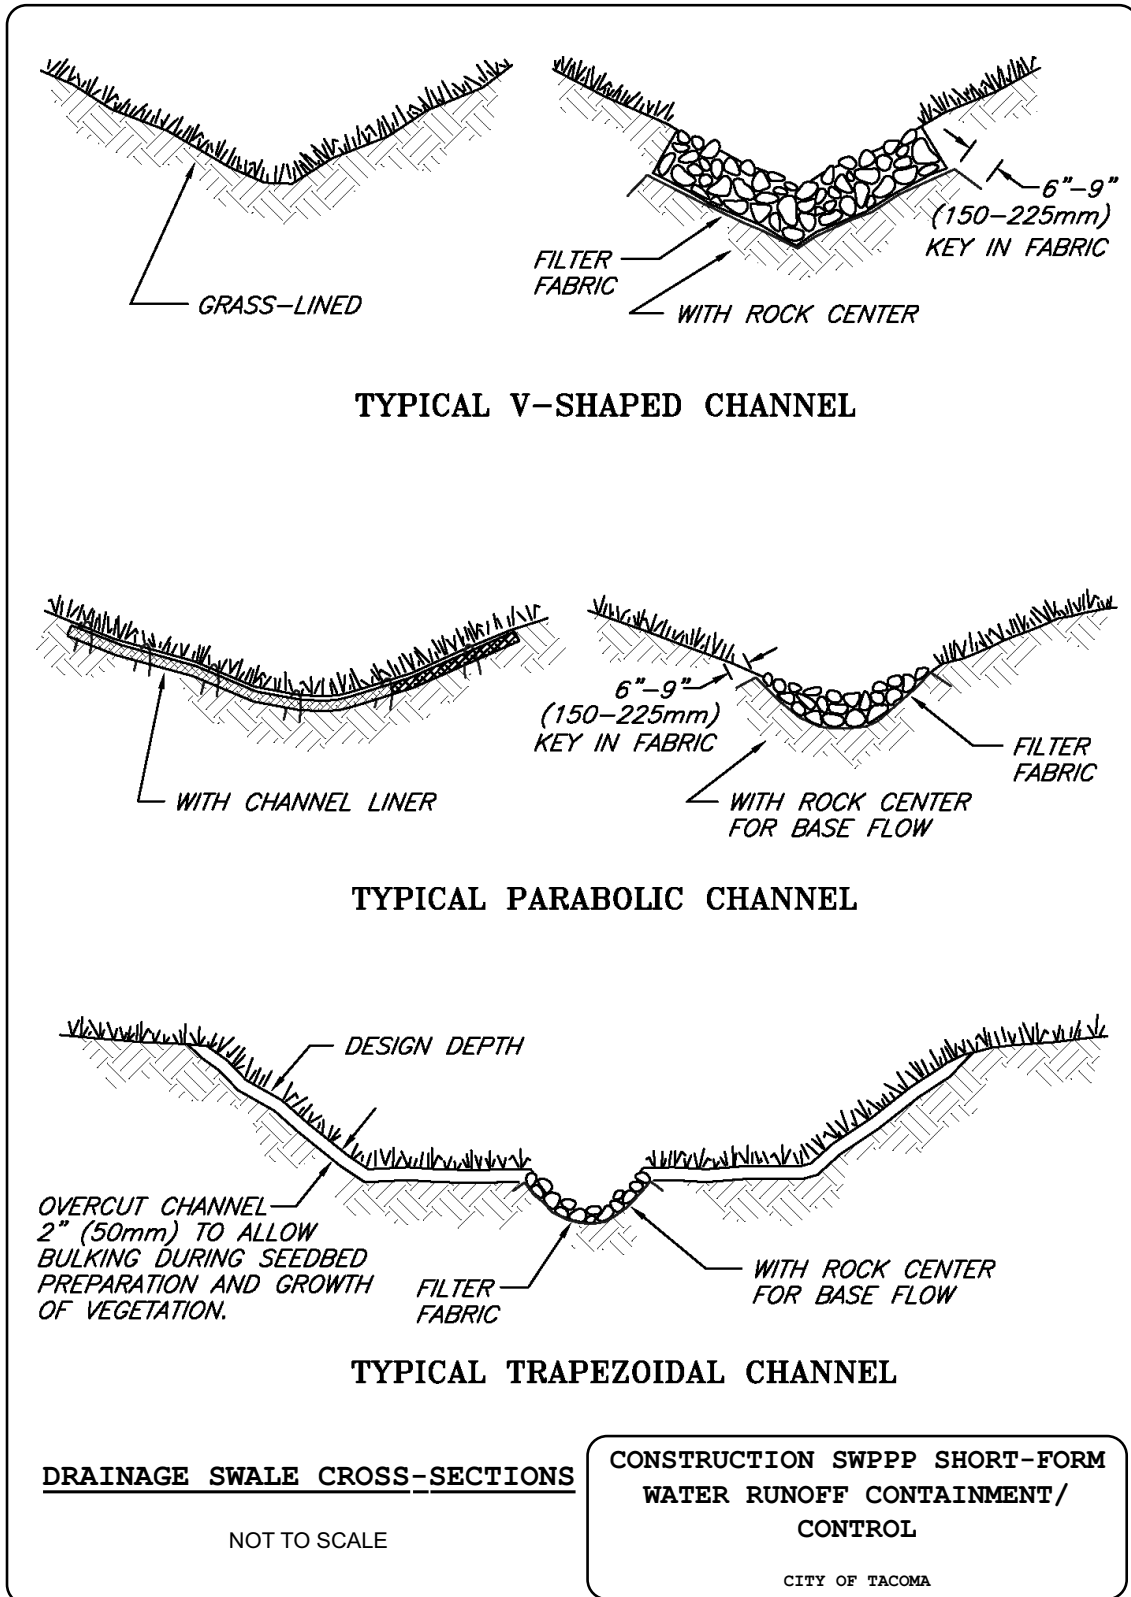 GRASS-LINED
FILTER
FABRIC
WITH ROCK CENTER
6"-9"
(150-225mm)
KEY IN FABRIC
TYPICAL V-SHAPED CHANNEL
WITH CHANNEL LINER
6"-9"
(150-225mm)
KEY IN FABRIC
WITH ROCK CENTER
FOR BASE FLOW
FILTER
FABRIC
TYPICAL PARABOLIC CHANNEL
DESIGN DEPTH
OVERCUT CHANNEL
2" (50mm) TO ALLOW
BULKING DURING SEEDBED
PREPARATION AND GROWTH
OF VEGETATION.
FILTER
FABRIC
WITH ROCK CENTER
FOR BASE FLOW
TYPICAL TRAPEZOIDAL CHANNEL
DRAINAGE SWALE CROSS-SECTIONS
NOT TO SCALE
CONSTRUCTION SWPPP SHORT-FORM
WATER RUNOFF CONTAINMENT/
CONTROL
CITY OF TACOMA